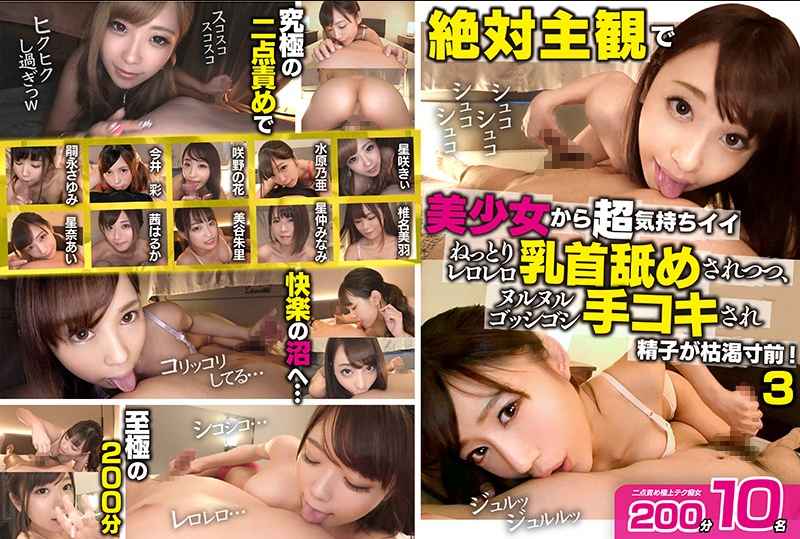 絶対主観で
シュコ
シュコ
シュコ
シュコ
美少女から超気持ちイイ
ねっとり
レロレロ
乳首舐めされつつ、
ヌルヌル
ゴッシゴシ
手コキされ
精子が枯渇寸前!
3
ジュルッ
ジュルルッ
二点責め極上テク痴女
200分10名
究極の
二点責めで
スコスコ
スコスコ
ヒクヒク
し過ぎっw
星咲きぃ
水原乃亜
咲野の花
今井 彩
嗣永さゆみ
椎名美羽
星仲みなみ
美谷朱里
茜はるか
星奈あい
快楽の沼へ…
コリッコリ
してる…
至極の
200分
シコシコ…
レロレロ…